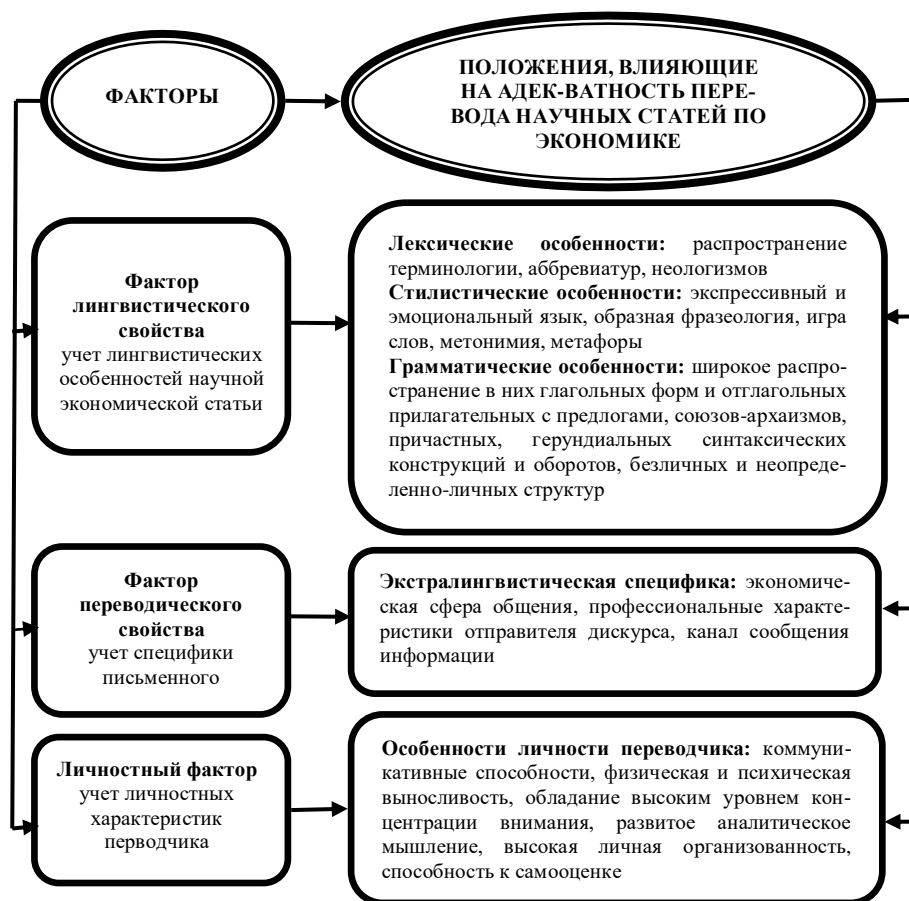 ФАКТОРЫ
ПОЛОЖЕНИЯ, ВЛИЯЮЩИЕ
НА АДЕК-ВАТНОСТЬ ПЕРЕ-
ВОДА НАУЧНЫХ СТАТЕЙ ПО
ЭКОНОМИКЕ
Фактор
лингвистического
свойства
учет лингвистических
особенностей научной
экономической статьи
Лексические особенности: распространение
терминологии, аббревиатур, неологизмов
Стилистические особенности: экспрессивный и
эмоциональный язык, образная фразеология, игра
слов, метонимия, метафоры
Грамматические особенности: широкое распро-
странение в них глагольных форм и отглагольных
прилагательных с предлогами, союзов-архаизмов,
причастных, герундиальных синтаксических
конструкций и оборотов, безличных и неопреде-
ленно-личных структур
Фактор
переводческого
свойства
учет специфики
письменного
Экстралингвистическая специфика: экономиче-
ская сфера общения, профессиональные характе-
ристики отправителя дискурса, канал сообщения
информации
Личностный фактор
учет личностных
характеристик
перводчика
Особенности личности переводчика: коммуни-
кативные способности, физическая и психическая
выносливость, обладание высоким уровнем кон-
центрации внимания, развитое аналитическое
мышление, высокая личная организованность,
способность к самооценке